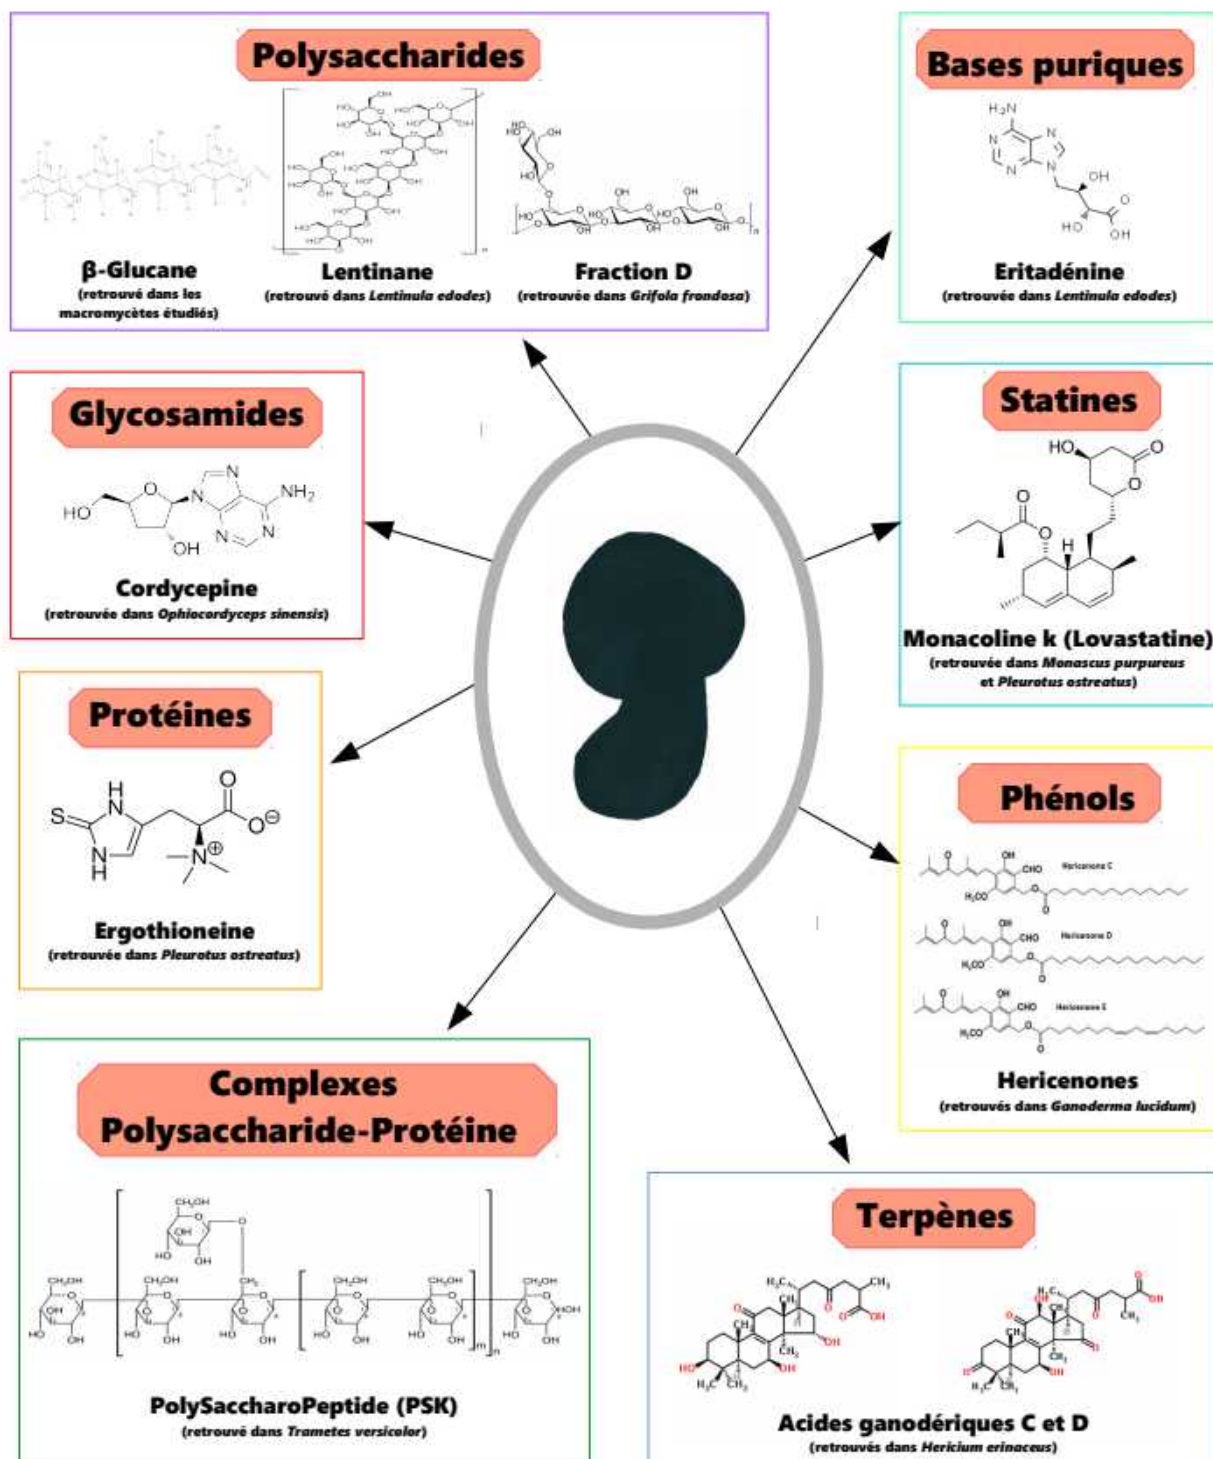 Polysaccharides
β-Glucane
(retrouvé dans les
macromycètes étudiés)
Lentinane
(retrouvé dans Lentinula edodes)
Fraction D
(retrouvée dans Grifola frondosa)
Bases puriques
Eritadénine
(retrouvée dans Lentinula edodes)
Glycosamides
Cordycepine
(retrouvée dans Ophiocordyceps sinensis)
Statines
Monacoline k (Lovastatine)
(retrouvée dans Monascus purpureus
et Pleurotus ostreatus)
Protéines
Ergothioneine
(retrouvée dans Pleurotus ostreatus)
Phénols
Hericenone C
Hericenone D
Hericenone E
Hericenones
(retrouvés dans Ganoderma lucidum)
Complexes
Polysaccharide-Protéine
PolySaccharoPeptide (PSK)
(retrouvé dans Trametes versicolor)
Terpènes
Acides ganodériques C et D
(retrouvés dans Hericium erinaceus)